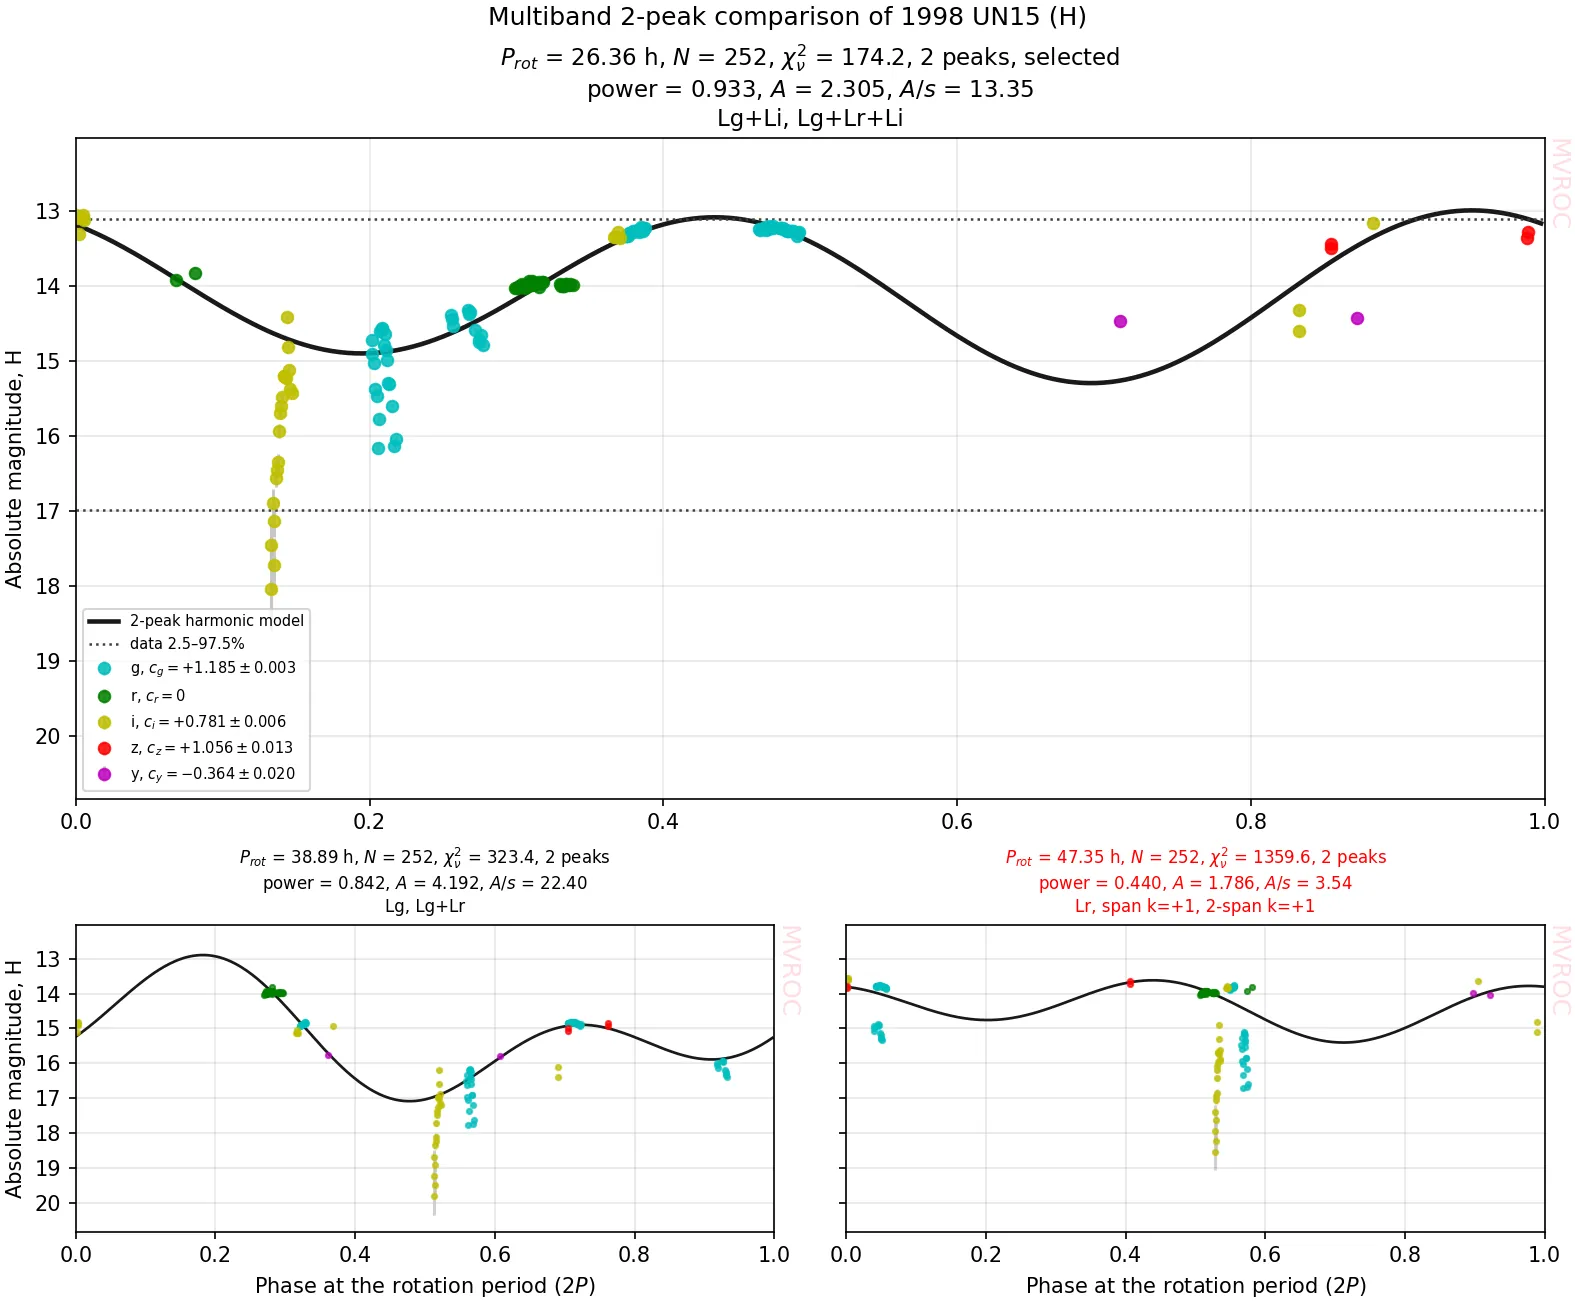 Multiband 2-peak comparison of 1998 UN15 (H)
P_rot = 26.36 h, N = 252, χ²_ν = 174.2, 2 peaks, selected
power = 0.933, A = 2.305, A/s = 13.35
Lg+Li, Lg+Lr+Li
MVROC
Absolute magnitude, H
13
14
15
16
17
18
19
20
2-peak harmonic model
data 2.5–97.5%
g, c_g = +1.185 ± 0.003
r, c_r = 0
i, c_i = +0.781 ± 0.006
z, c_z = +1.056 ± 0.013
y, c_y = −0.364 ± 0.020
0.0 0.2 0.4 0.6 0.8 1.0
P_rot = 38.89 h, N = 252, χ²_ν = 323.4, 2 peaks
power = 0.842, A = 4.192, A/s = 22.40
Lg, Lg+Lr
MVROC
Absolute magnitude, H
13
14
15
16
17
18
19
20
0.0 0.2 0.4 0.6 0.8 1.0
Phase at the rotation period (2P)
P_rot = 47.35 h, N = 252, χ²_ν = 1359.6, 2 peaks
power = 0.440, A = 1.786, A/s = 3.54
Lr, span k=+1, 2-span k=+1
MVROC
0.0 0.2 0.4 0.6 0.8 1.0
Phase at the rotation period (2P)